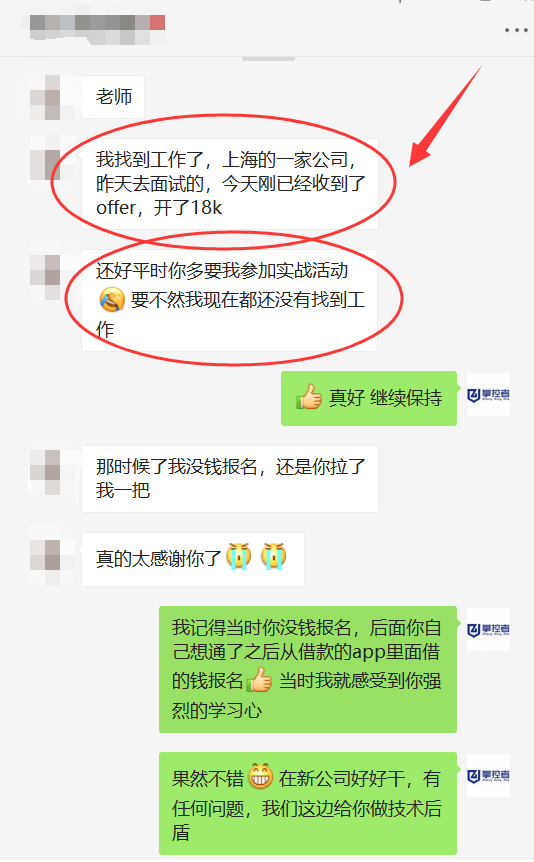 老师
我找到工作了，上海的一家公司，
昨天去面试的，今天刚已经收到了
offer，开了18k
还好平时你多要我参加实战活动
要不然我现在都还没有找到工
作
真好 继续保持
掌控者
那时候了我没钱报名，还是你拉了
我一把
真的太感谢你了
我记得当时你没钱报名，后面你自
己想通了之后从借款的app里面借
的钱报名 当时我就感受到你强
烈的学习心
掌控者
果然不错 在新公司好好干，有
任何问题，我们这边给你做技术后
盾
掌控者